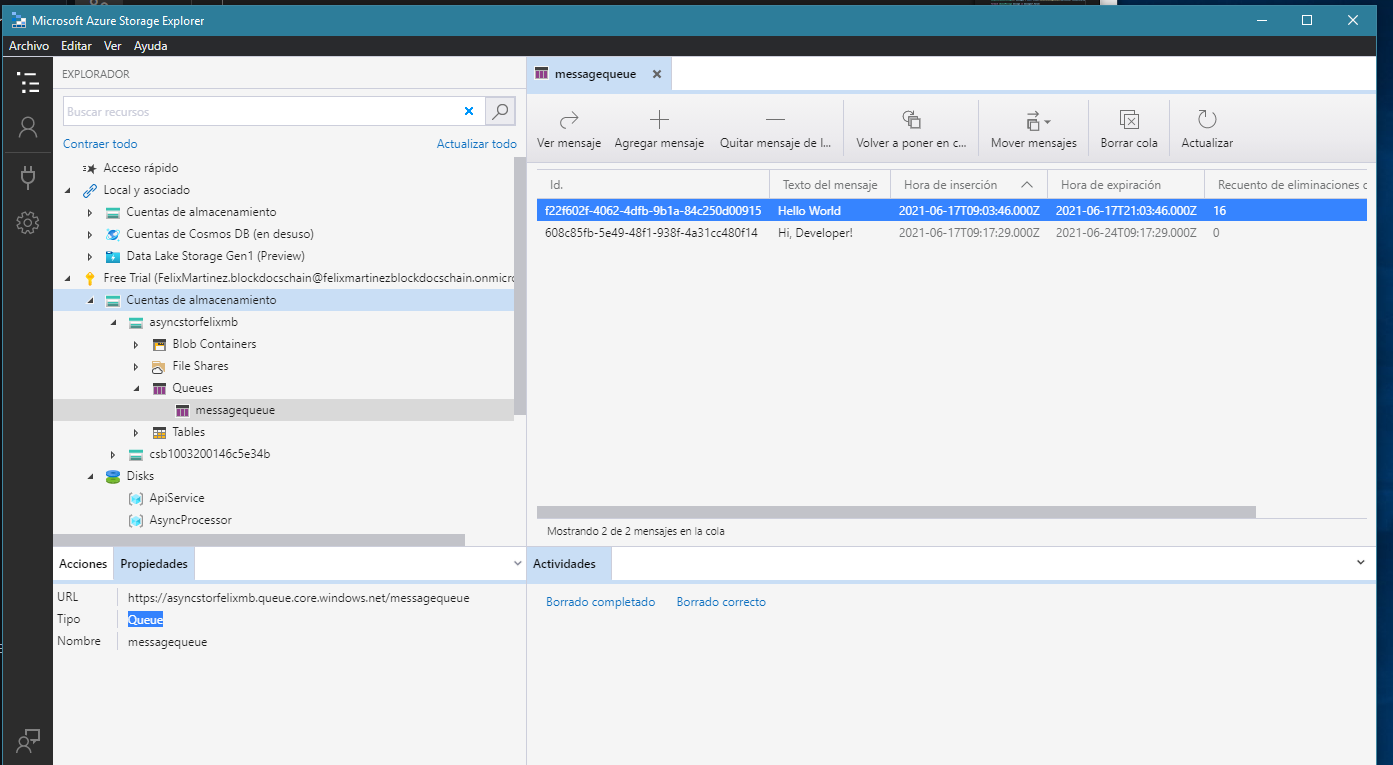 Microsoft Azure Storage Explorer
Archivo Editar Ver Ayuda
EXPLORADOR
Buscar recursos
Contraer todo Actualizar todo
Acceso rápido
Local y asociado
Cuentas de almacenamiento
Cuentas de Cosmos DB (en desuso)
Data Lake Storage Gen1 (Preview)
Free Trial (FelixMartinez.blockdocschain@felixmartinezblockdocschain.onmicro
Cuentas de almacenamiento
asyncstorfelixmb
Blob Containers
File Shares
Queues
messagequeue
Tables
csb1003200146c5e34b
Disks
ApiService
AsyncProcessor
Acciones Propiedades
URL https://asyncstorfelixmb.queue.core.windows.net/messagequeue
Tipo Queue
Nombre messagequeue
messagequeue
Ver mensaje Agregar mensaje Quitar mensaje de l... Volver a poner en c... Mover mensajes Borrar cola Actualizar
Id. Texto del mensaje Hora de inserción Hora de expiración Recuento de eliminaciones
f22f602f-4062-4dfb-9b1a-84c250d00915 Hello World 2021-06-17T09:03:46.000Z 2021-06-17T21:03:46.000Z 16
608c85fb-5e49-48f1-938f-4a31cc480f14 Hi, Developer! 2021-06-17T09:17:29.000Z 2021-06-24T09:17:29.000Z 0
Mostrando 2 de 2 mensajes en la cola
Actividades
Borrado completado Borrado correcto